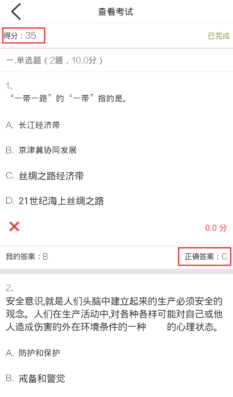 查看考试
得分：35
已完成
一.单选题（2题，10.0分）
1、
“一带一路”的“一带”指的是。
A. 长江经济带
B. 京津冀协同发展
C. 丝绸之路经济带
D. 21世纪海上丝绸之路
0.0 分
我的答案：B
正确答案：C
2、
安全意识,就是人们头脑中建立起来的生产必须安全的
观念。人们在生产活动中,对各种各样可能对自己或他
人造成伤害的外在环境条件的一种 的心理状态。
A. 防护和保护
B. 戒备和警觉